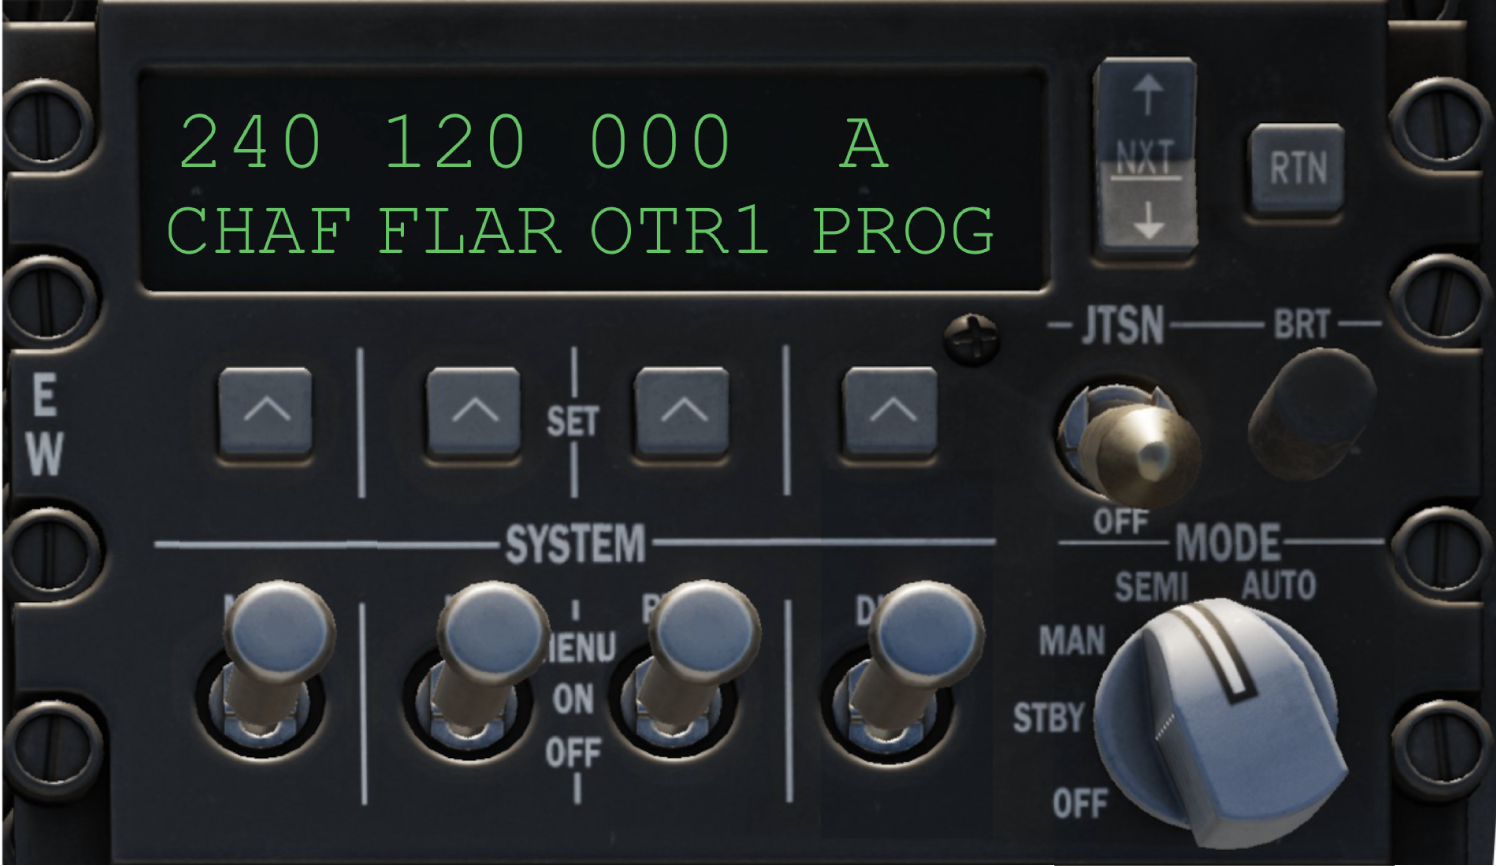 240 120 000 A
CHAF FLAR OTR1 PROG
NXT
RTN
JTSN BRT
E
W
SET
OFF
SYSTEM
MODE
SEMI AUTO
MENU
MAN
ON
STBY
OFF
OFF